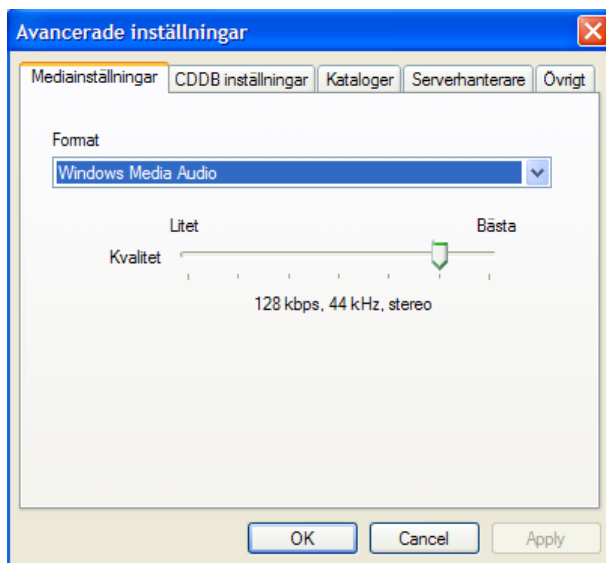 Avancerade inställningar
Mediainställningar CDDB inställningar Kataloger Serverhanterare Övrigt
Format
Windows Media Audio
Litet Bästa
Kvalitet
128 kbps, 44 kHz, stereo
OK Cancel Apply